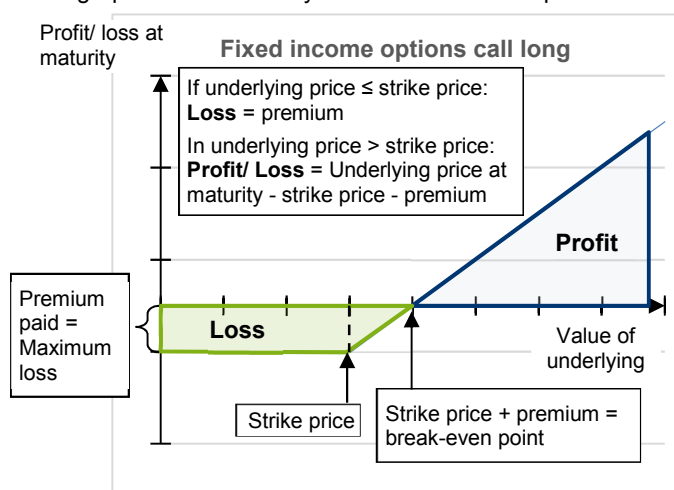 Profit/ loss at
maturity
Fixed income options call long
If underlying price ≤ strike price:
Loss = premium
In underlying price > strike price:
Profit/ Loss = Underlying price at
maturity - strike price - premium
Profit
Premium
paid =
Maximum
loss
Loss
Value of
underlying
Strike price
Strike price + premium =
break-even point